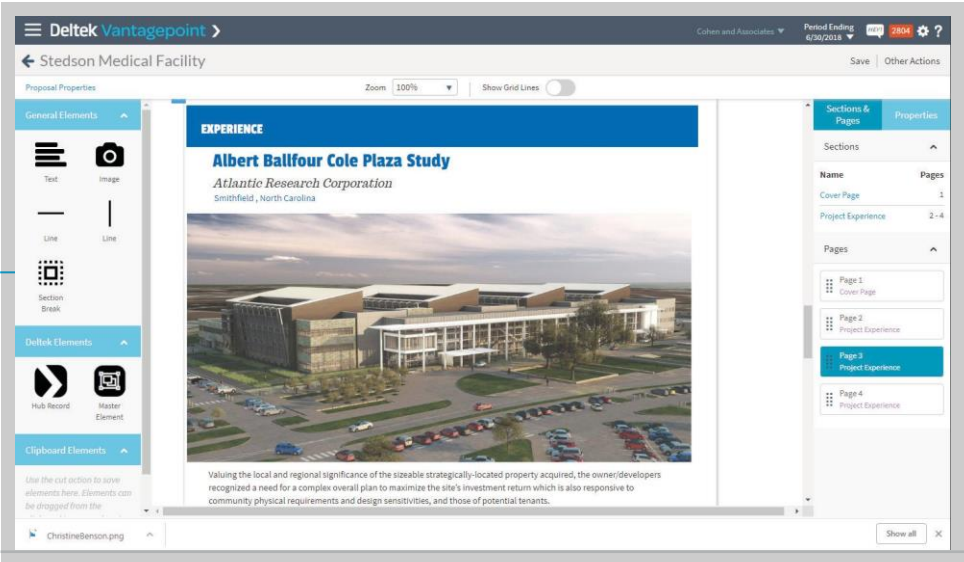 Deltek Vantagepoint
Cohen and Associates
Period Ending
6/30/2018
HEY!
2804
?
Stedson Medical Facility
Save
Other Actions
Proposal Properties
Zoom
100%
Show Grid Lines
General Elements
Text
Image
Line
Line
Section
Break
Deltek Elements
Hub Record
Master
Element
Clipboard Elements
Use the cut action to save
elements here. Elements can
be dragged from the
EXPERIENCE
Albert Ballfour Cole Plaza Study
Atlantic Research Corporation
Smithfield , North Carolina
Valuing the local and regional significance of the sizeable strategically-located property acquired, the owner/developers
recognized a need for a complex overall plan to maximize the site's investment return which is also responsive to
community physical requirements and design sensitivities, and those of potential tenants.
Sections &
Pages
Properties
Sections
Name
Pages
Cover Page
1
Project Experience
2 - 4
Pages
Page 1
Cover Page
Page 2
Project Experience
Page 3
Project Experience
Page 4
Project Experience
ChristineBenson.png
Show all